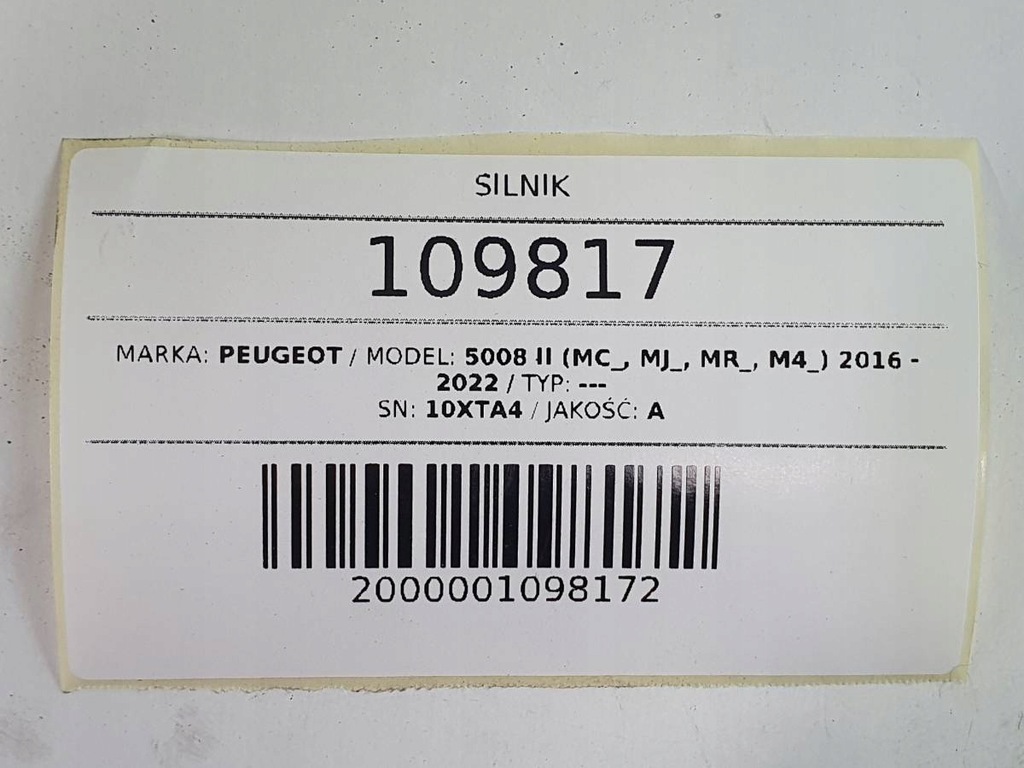 SILNIK
109817
MARKA: PEUGEOT / MODEL: 5008 II (MC_, MJ_, MR_, M4_) 2016 -
2022 / TYP: ---
SN: 10XTA4 / JAKOŚĆ: A
2000001098172